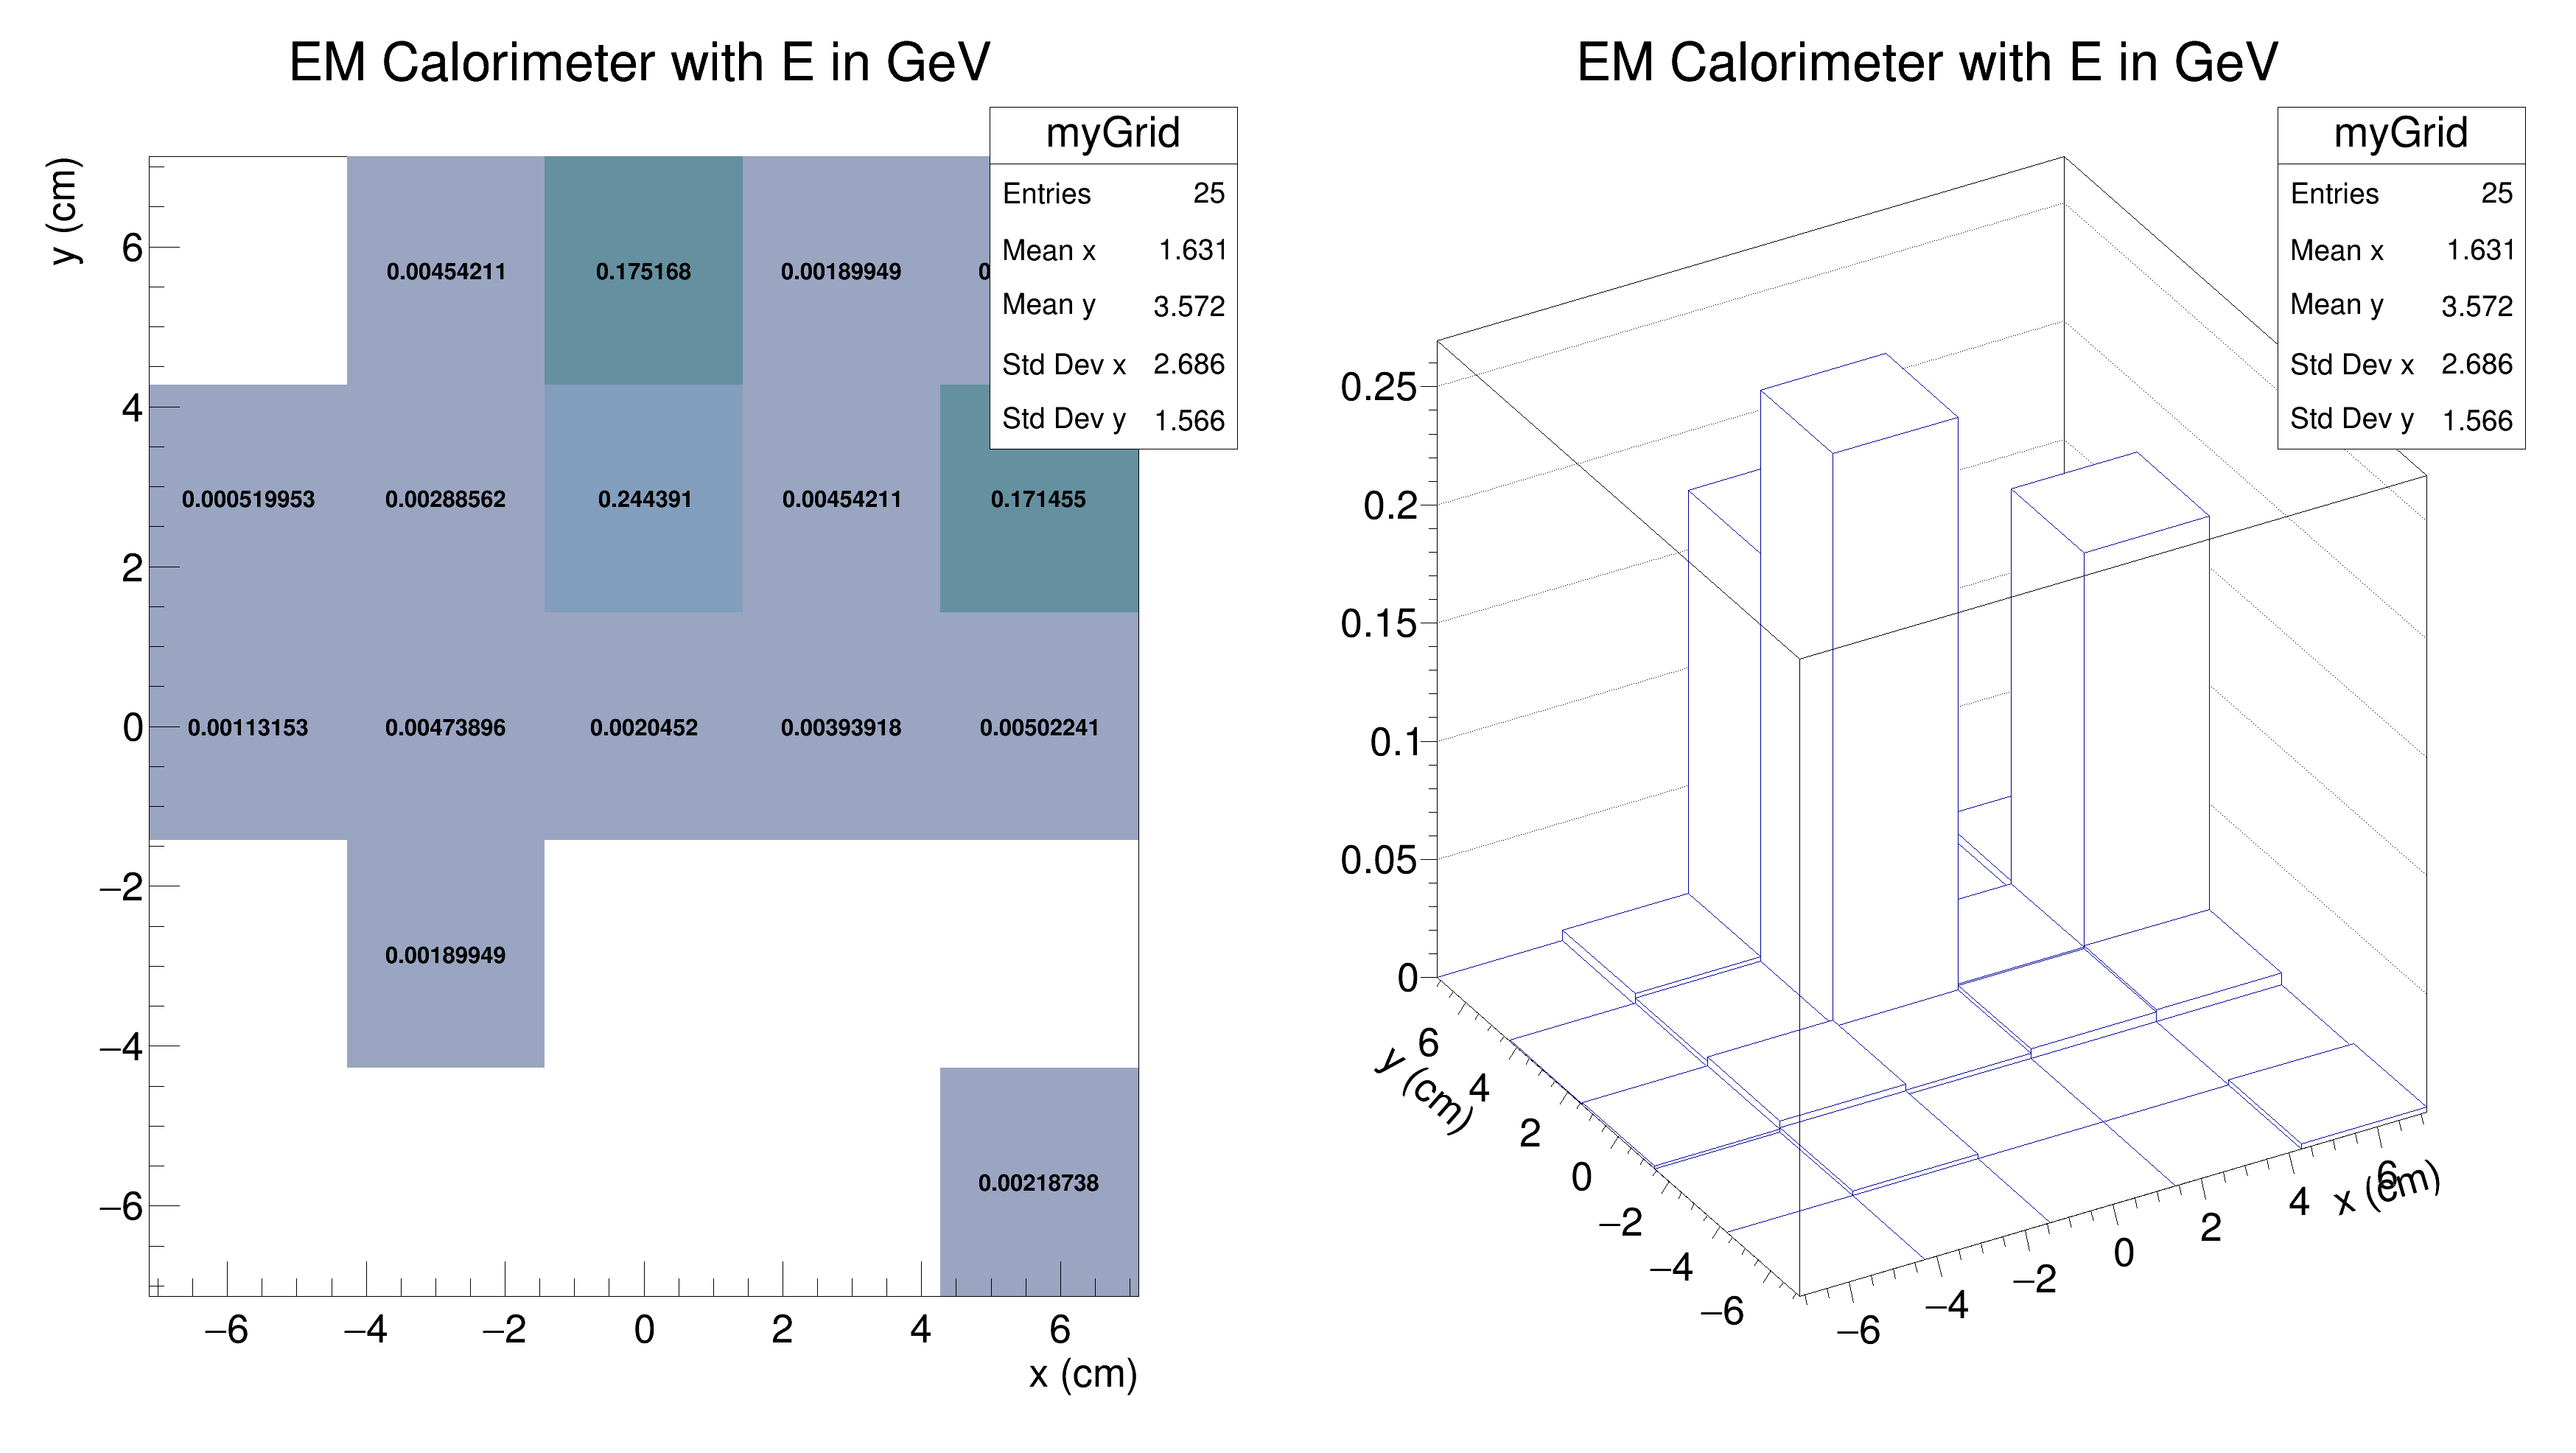 EM Calorimeter with E in GeV
myGrid
Entries 25
Mean x 1.631
Mean y 3.572
Std Dev x 2.686
Std Dev y 1.566
y (cm)
6
4
2
0
−2
−4
−6
0.00454211 0.175168 0.00189949
0.000519953 0.00288562 0.244391 0.00454211 0.171455
0.00113153 0.00473896 0.0020452 0.00393918 0.00502241
0.00189949
0.00218738
−6 −4 −2 0 2 4 6
x (cm)
EM Calorimeter with E in GeV
myGrid
Entries 25
Mean x 1.631
Mean y 3.572
Std Dev x 2.686
Std Dev y 1.566
0.25
0.2
0.15
0.1
0.05
0
6
4
2
0
−2
−4
−6
y (cm)
−6 −4 −2 0 2 4 6
x (cm)